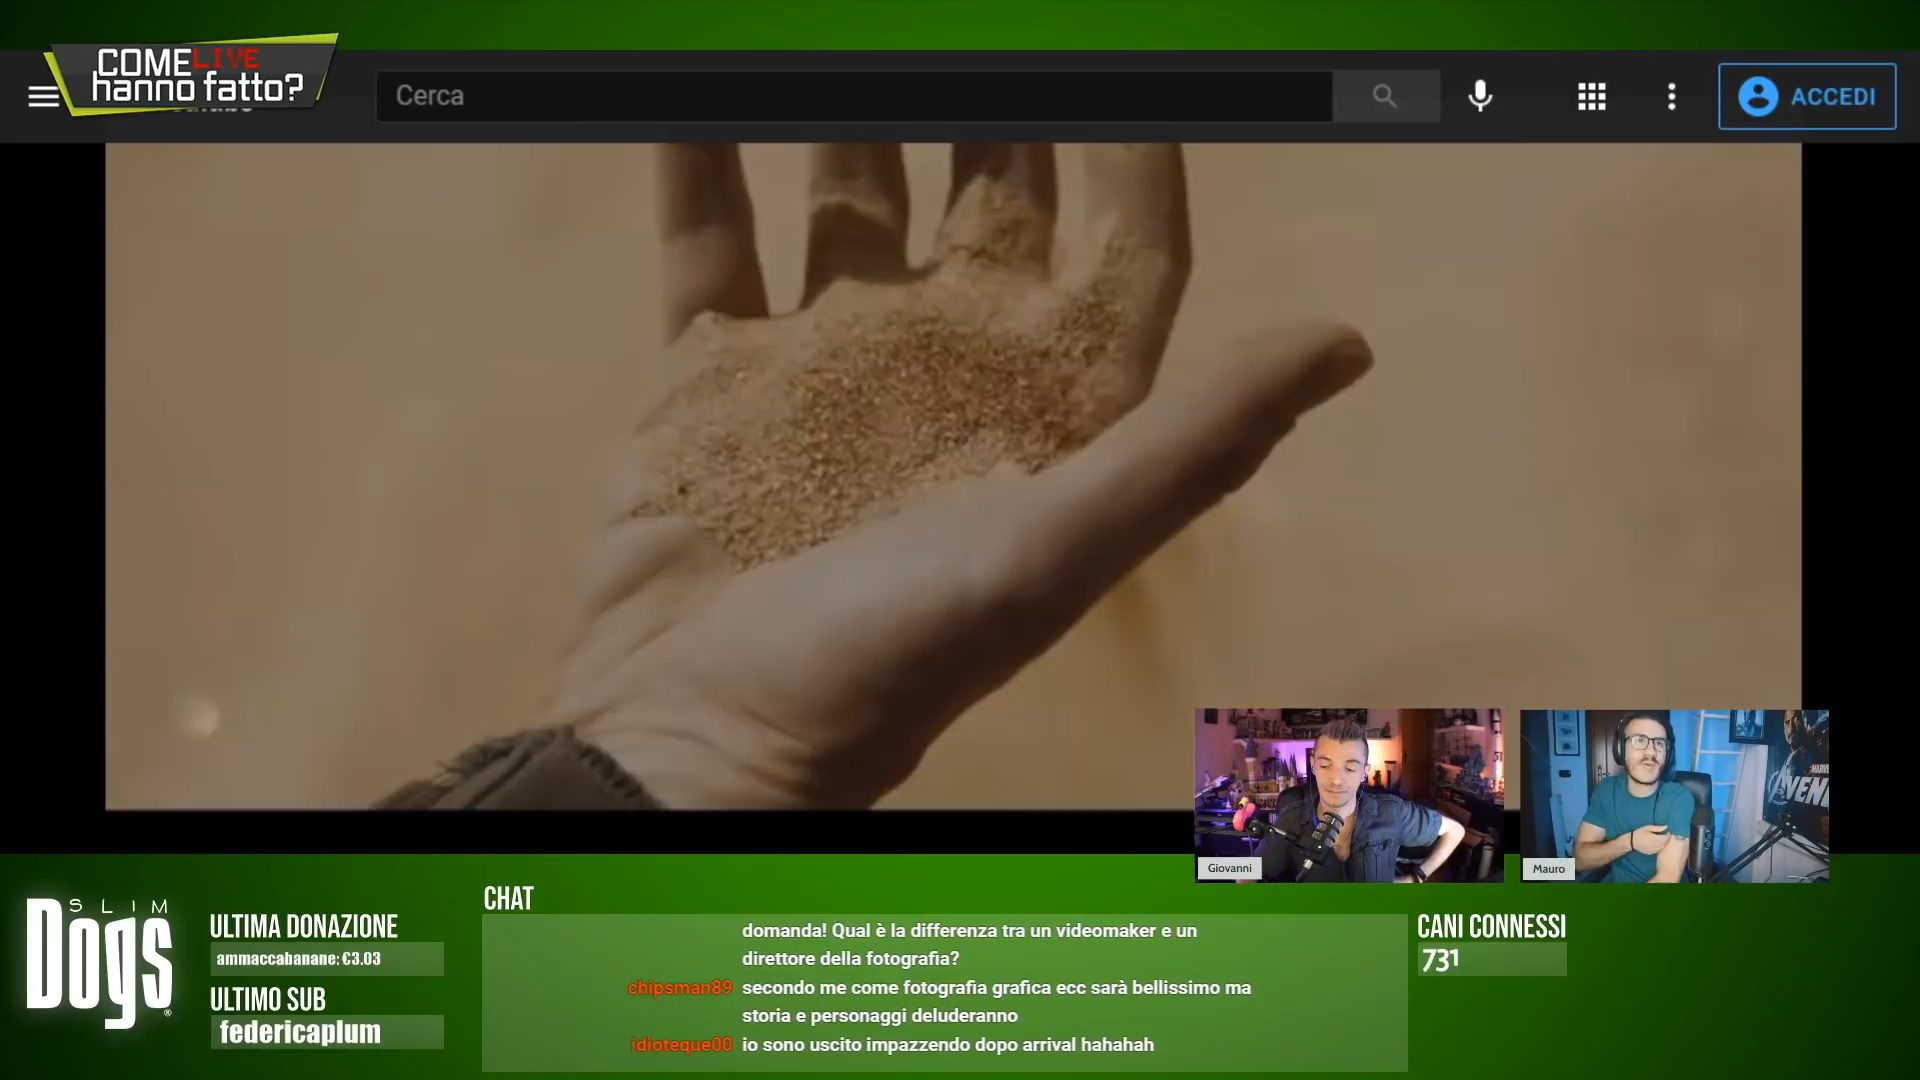 COME LIVE
hanno fatto?
Cerca
ACCEDI
Giovanni
Mauro
SLIM
Dogs
®
ULTIMA DONAZIONE
ammaccabanane: €3.03
ULTIMO SUB
federicaplum
CHAT
domanda! Qual è la differenza tra un videomaker e un
direttore della fotografia?
chipsman89 secondo me come fotografia grafica ecc sarà bellissimo ma
storia e personaggi deluderanno
idioteque00 io sono uscito impazzendo dopo arrival hahahah
CANI CONNESSI
731